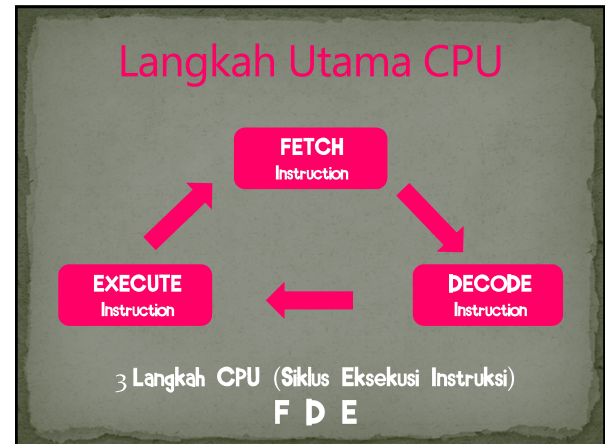 Langkah Utama CPU
FETCH
Instruction
EXECUTE
Instruction
DECODE
Instruction
3 Langkah CPU (Siklus Eksekusi Instruksi)
F D E